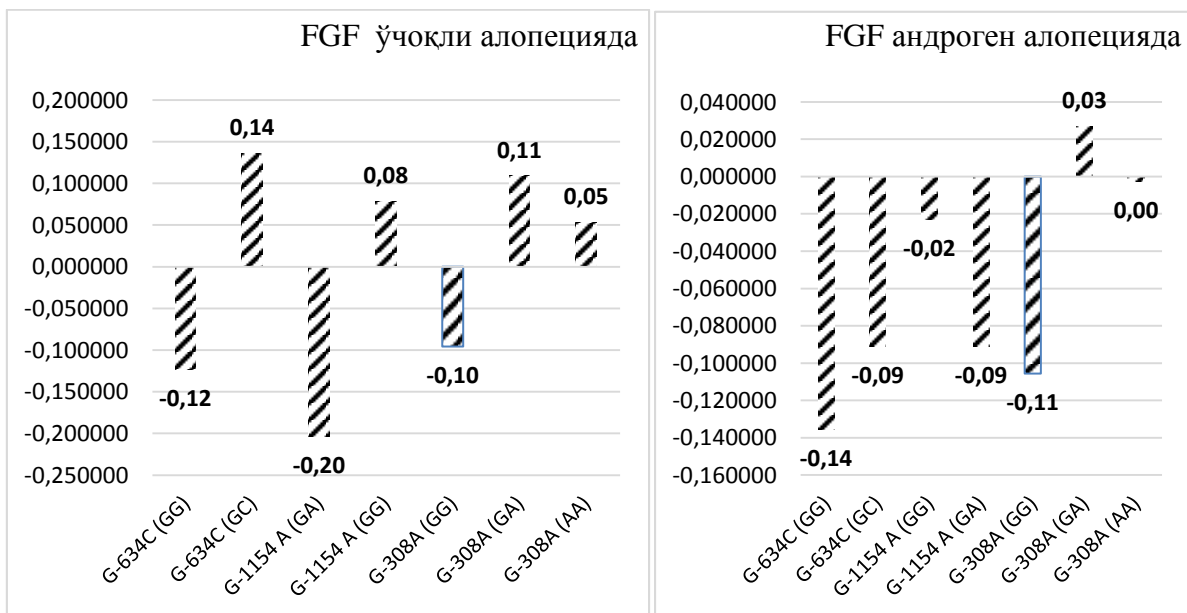 FGF ўчоқли алопецияда
0,200000
0,150000
0,100000
0,050000
0,000000
-0,050000
-0,100000
-0,150000
-0,200000
-0,250000
0,14
0,08
0,11
0,05
-0,12
-0,20
-0,10
G-634C (GG)
G-634C (GC)
G-1154 A (GA)
G-1154 A (GG)
G-308A (GG)
G-308A (GA)
G-308A (AA)
FGF андроген алопецияда
0,040000
0,020000
0,000000
-0,020000
-0,040000
-0,060000
-0,080000
-0,100000
-0,120000
-0,140000
-0,160000
0,03
0,00
-0,02
-0,09
-0,09
-0,11
-0,14
G-634C (GG)
G-634C (GC)
G-1154 A (GG)
G-1154 A (GA)
G-308A (GG)
G-308A (GA)
G-308A (AA)